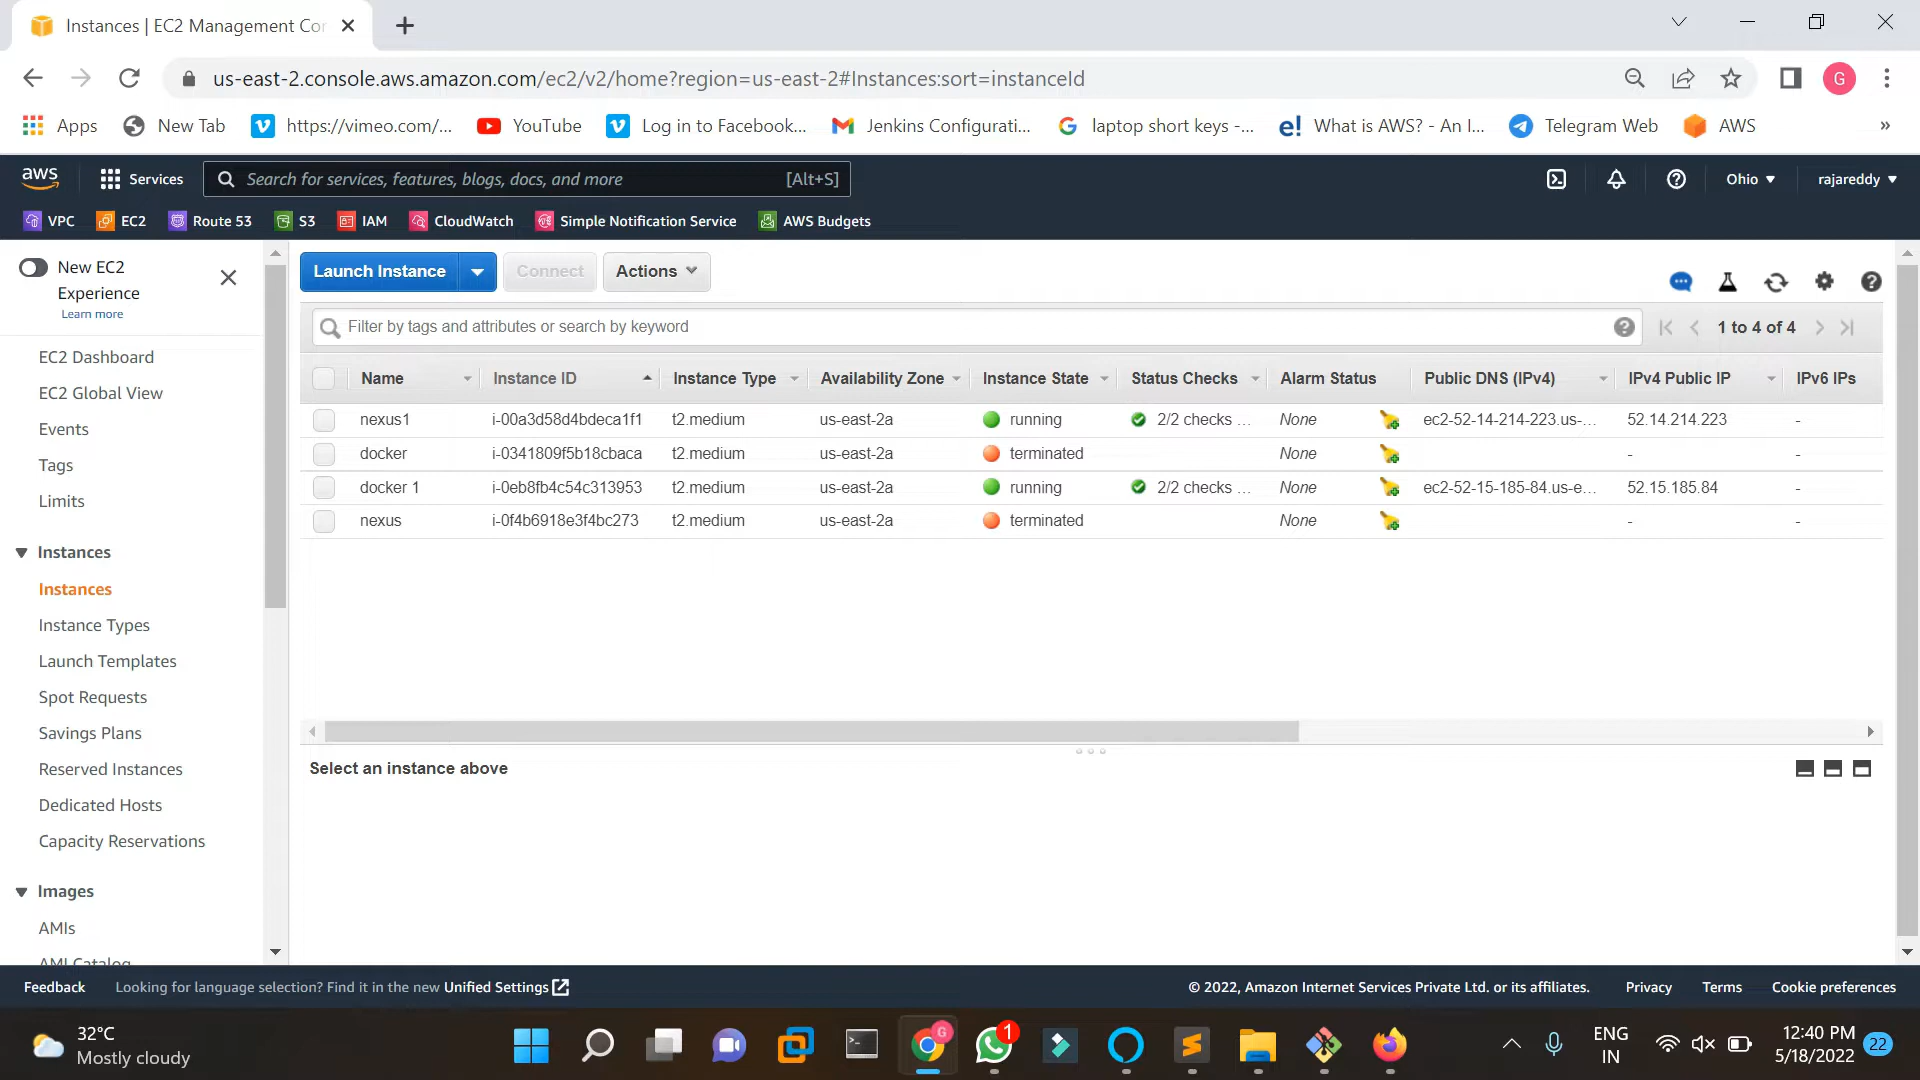 Instances | EC2 Management Co
us-east-2.console.aws.amazon.com/ec2/v2/home?region=us-east-2#Instances:sort=instanceId
G
Apps
New Tab
https://vimeo.com/...
YouTube
Log in to Facebook...
Jenkins Configurati...
laptop short keys -...
What is AWS? - An I...
Telegram Web
AWS
»
aws
Services
Search for services, features, blogs, docs, and more
[Alt+S]
Ohio
rajareddy
VPC
EC2
Route 53
S3
IAM
CloudWatch
Simple Notification Service
AWS Budgets
New EC2
Experience
Learn more
EC2 Dashboard
EC2 Global View
Events
Tags
Limits
Instances
Instances
Instance Types
Launch Templates
Spot Requests
Savings Plans
Reserved Instances
Dedicated Hosts
Capacity Reservations
Images
AMIs
AMI Catalog
Launch Instance
Connect
Actions
Filter by tags and attributes or search by keyword
1 to 4 of 4
Name Instance ID Instance Type Availability Zone Instance State Status Checks Alarm Status Public DNS (IPv4) IPv4 Public IP IPv6 IPs
nexus1 i-00a3d58d4bdeca1f1 t2.medium us-east-2a running 2/2 checks ... None ec2-52-14-214-223.us-... 52.14.214.223 -
docker i-0341809f5b18cbaca t2.medium us-east-2a terminated None - -
docker 1 i-0eb8fb4c54c313953 t2.medium us-east-2a running 2/2 checks ... None ec2-52-15-185-84.us-e... 52.15.185.84 -
nexus i-0f4b6918e3f4bc273 t2.medium us-east-2a terminated None - -
Select an instance above
Feedback
Looking for language selection? Find it in the new Unified Settings
© 2022, Amazon Internet Services Private Ltd. or its affiliates.
Privacy
Terms
Cookie preferences
32°C
Mostly cloudy
G
1
ENG
IN
12:40 PM
5/18/2022
22